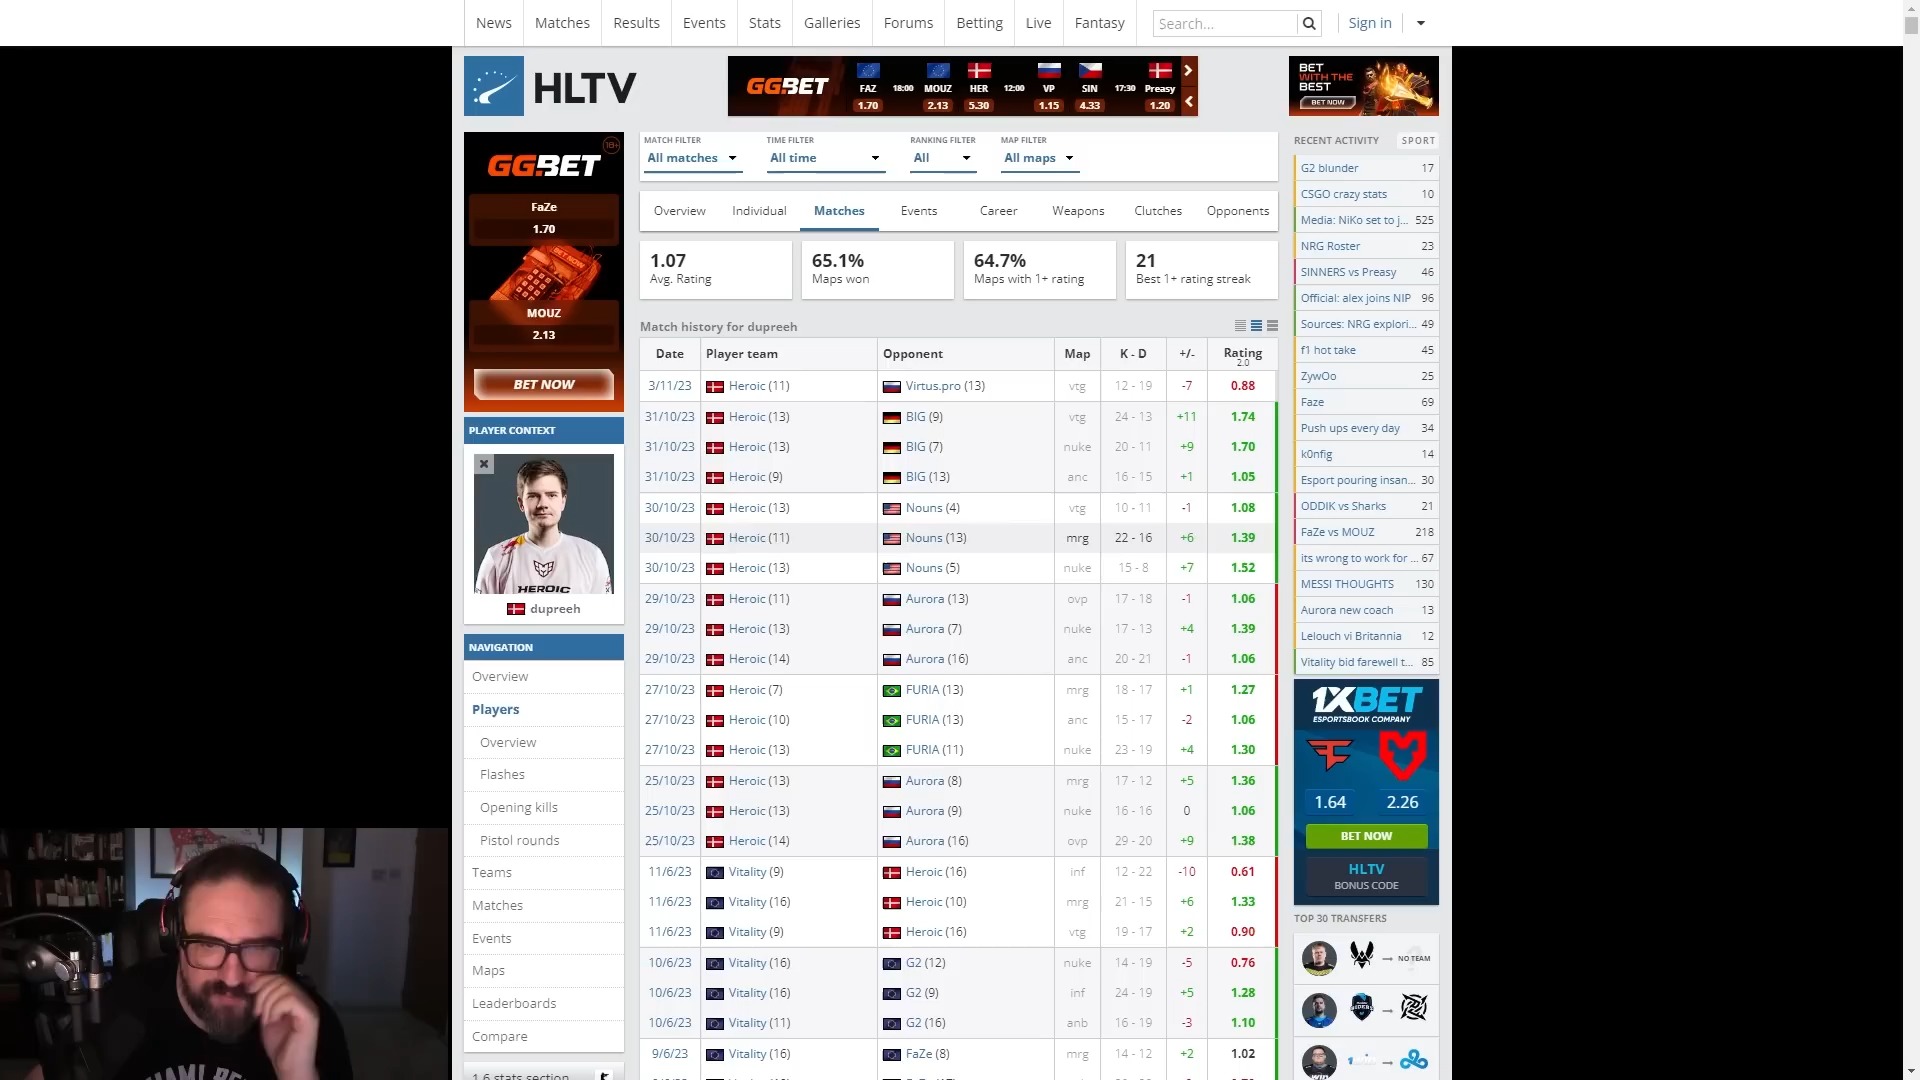 News Matches Results Events Stats Galleries Forums Betting Live Fantasy Search... Sign in
HLTV
GG.BET FAZ 1.70 18:00 MOUZ 2.13 HER 5.30 12:00 VP 1.15 SIN 4.33 17:30 Preasy 1.20
BET WITH THE BEST BET NOW
GG.BET 18+
FaZe
1.70
MOUZ
2.13
BET NOW
PLAYER CONTEXT
HEROIC
dupreeh
NAVIGATION
Overview
Players
Overview
Flashes
Opening kills
Pistol rounds
Teams
Matches
Events
Maps
Leaderboards
Compare
1.6 stats section
MATCH FILTER TIME FILTER RANKING FILTER MAP FILTER
All matches All time All All maps
Overview Individual Matches Events Career Weapons Clutches Opponents
1.07 65.1% 64.7% 21
Avg. Rating Maps won Maps with 1+ rating Best 1+ rating streak
Match history for dupreeh
Date Player team Opponent Map K - D +/- Rating 2.0
3/11/23 Heroic (11) Virtus.pro (13) vtg 12 - 19 -7 0.88
31/10/23 Heroic (13) BIG (9) vtg 24 - 13 +11 1.74
31/10/23 Heroic (13) BIG (7) nuke 20 - 11 +9 1.70
31/10/23 Heroic (9) BIG (13) anc 16 - 15 +1 1.05
30/10/23 Heroic (13) Nouns (4) vtg 10 - 11 -1 1.08
30/10/23 Heroic (11) Nouns (13) mrg 22 - 16 +6 1.39
30/10/23 Heroic (13) Nouns (5) nuke 15 - 8 +7 1.52
29/10/23 Heroic (11) Aurora (13) ovp 17 - 18 -1 1.06
29/10/23 Heroic (13) Aurora (7) nuke 17 - 13 +4 1.39
29/10/23 Heroic (14) Aurora (16) anc 20 - 21 -1 1.06
27/10/23 Heroic (7) FURIA (13) mrg 18 - 17 +1 1.27
27/10/23 Heroic (10) FURIA (13) anc 15 - 17 -2 1.06
27/10/23 Heroic (13) FURIA (11) nuke 23 - 19 +4 1.30
25/10/23 Heroic (13) Aurora (8) mrg 17 - 12 +5 1.36
25/10/23 Heroic (13) Aurora (9) nuke 16 - 16 0 1.06
25/10/23 Heroic (14) Aurora (16) ovp 29 - 20 +9 1.38
11/6/23 Vitality (9) Heroic (16) inf 12 - 22 -10 0.61
11/6/23 Vitality (16) Heroic (10) mrg 21 - 15 +6 1.33
11/6/23 Vitality (9) Heroic (16) vtg 19 - 17 +2 0.90
10/6/23 Vitality (16) G2 (12) nuke 14 - 19 -5 0.76
10/6/23 Vitality (16) G2 (9) inf 24 - 19 +5 1.28
10/6/23 Vitality (11) G2 (16) anb 16 - 19 -3 1.10
9/6/23 Vitality (16) FaZe (8) mrg 14 - 12 +2 1.02
RECENT ACTIVITY SPORT
G2 blunder 17
CSGO crazy stats 10
Media: NiKo set to j... 525
NRG Roster 23
SINNERS vs Preasy 46
Official: alex joins NIP 96
Sources: NRG explori... 49
f1 hot take 45
ZywOo 25
Faze 69
Push ups every day 34
k0nfig 14
Esport pouring insan... 30
ODDIK vs Sharks 21
FaZe vs MOUZ 218
its wrong to work for ... 67
MESSI THOUGHTS 130
Aurora new coach 13
Lelouch vi Britannia 12
Vitality bid farewell t... 85
1XBET
ESPORTSBOOK COMPANY
1.64 2.26
BET NOW
HLTV
BONUS CODE
TOP 30 TRANSFERS
NO TEAM